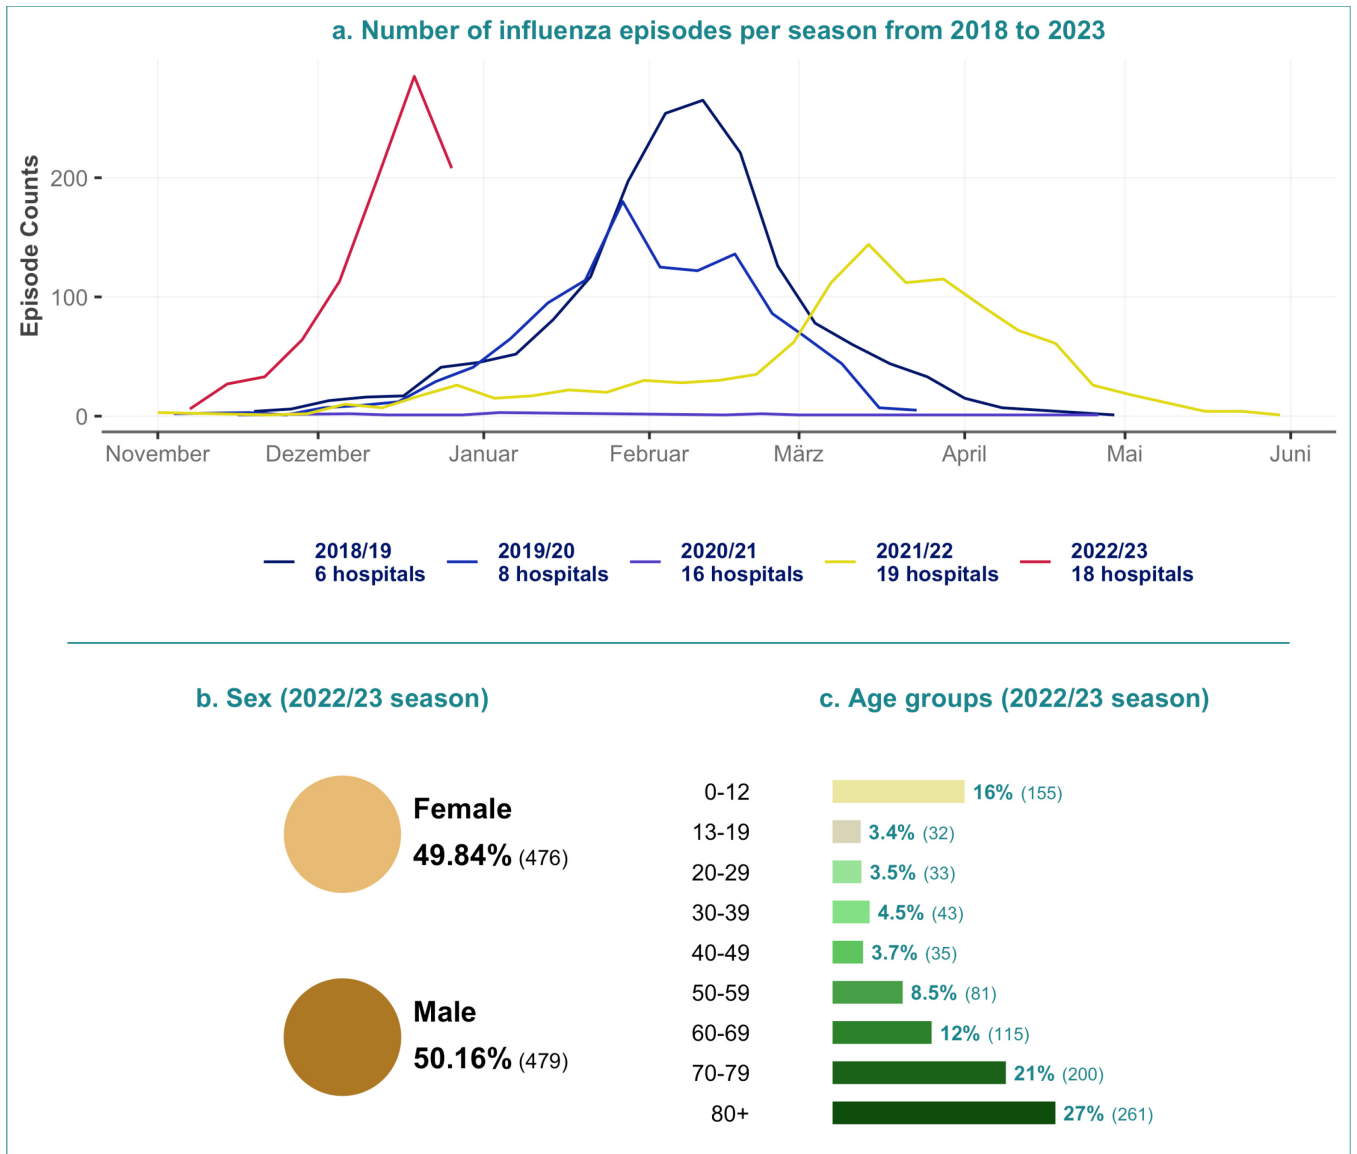 a. Number of influenza episodes per season from 2018 to 2023
Episode Counts
200
100
0
November Dezember Januar Februar März April Mai Juni
2018/19 2019/20 2020/21 2021/22 2022/23
6 hospitals 8 hospitals 16 hospitals 19 hospitals 18 hospitals
b. Sex (2022/23 season)
Female
49.84% (476)
Male
50.16% (479)
c. Age groups (2022/23 season)
0-12 16% (155)
13-19 3.4% (32)
20-29 3.5% (33)
30-39 4.5% (43)
40-49 3.7% (35)
50-59 8.5% (81)
60-69 12% (115)
70-79 21% (200)
80+ 27% (261)